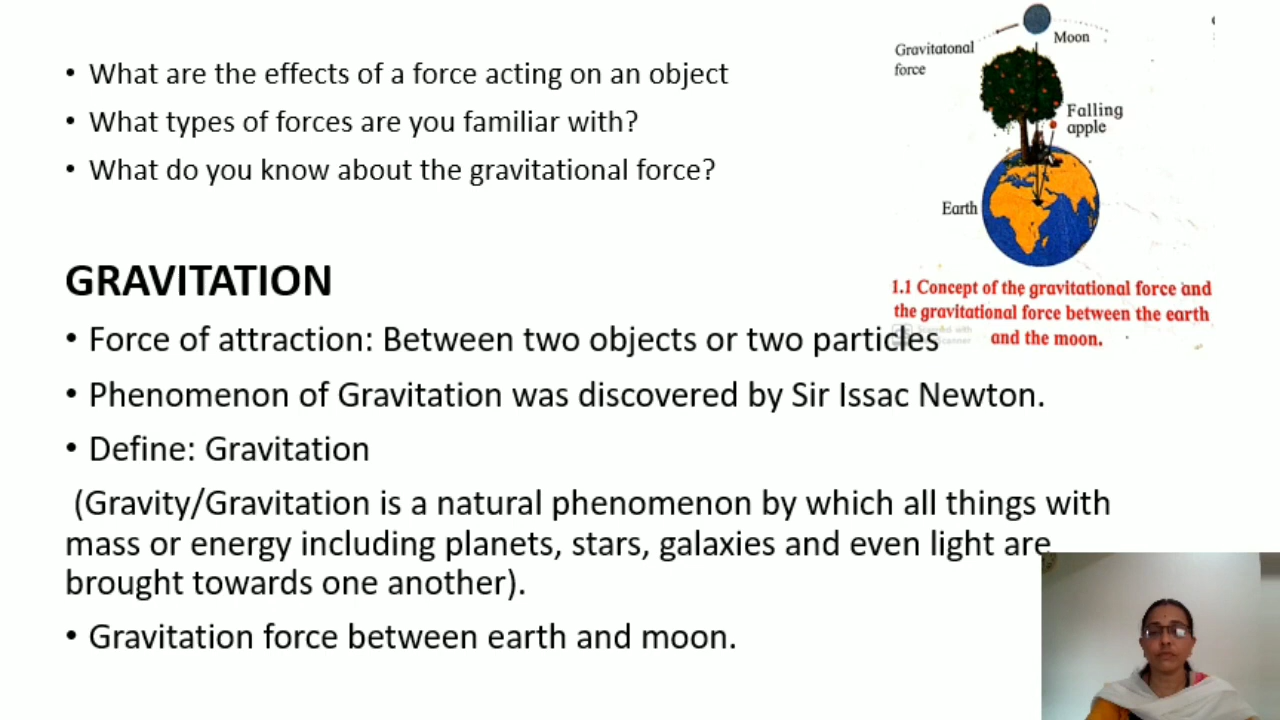 • What are the effects of a force acting on an object
• What types of forces are you familiar with?
• What do you know about the gravitational force?
Gravitatonal
force
Moon
Falling
apple
Earth
1.1 Concept of the gravitational force and
the gravitational force between the earth
and the moon.
GRAVITATION
• Force of attraction: Between two objects or two particles
• Phenomenon of Gravitation was discovered by Sir Issac Newton.
• Define: Gravitation
(Gravity/Gravitation is a natural phenomenon by which all things with
mass or energy including planets, stars, galaxies and even light are
brought towards one another).
• Gravitation force between earth and moon.